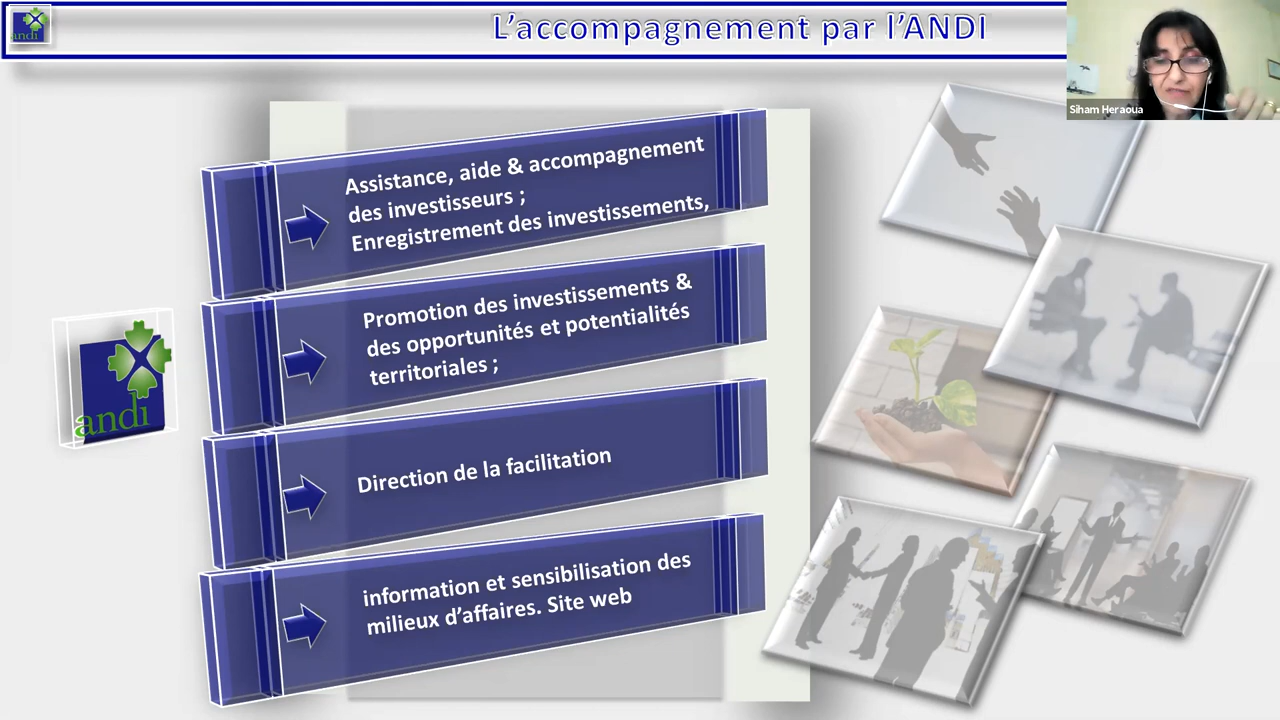 andi
L'accompagnement par l'ANDI
Siham Heraoua
Assistance, aide & accompagnement
des investisseurs ;
Enregistrement des investissements,
Promotion des investissements &
des opportunités et potentialités
territoriales ;
andi
Direction de la facilitation
information et sensibilisation des
milieux d'affaires. Site web